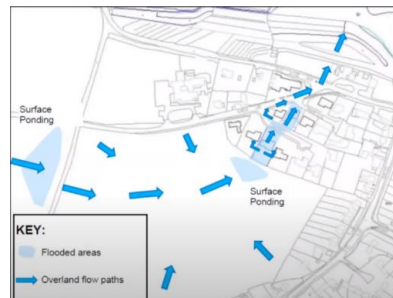 Surface
Ponding
Surface
Ponding
KEY:
Flooded areas
Overland flow paths